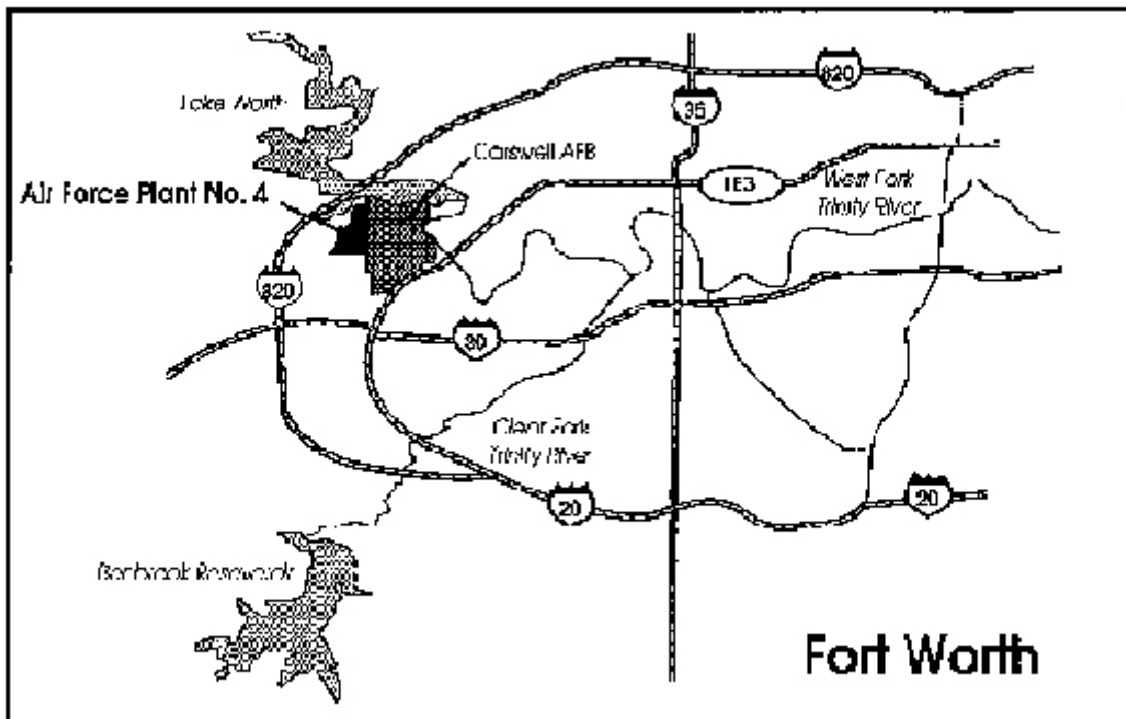 820
Lake Worth
35
Carswell AFB
Air Force Plant No. 4
183
West Fork
Trinity River
820
30
Clear Fork
Trinity River
20
20
Benbrook Reservoir
Fort Worth